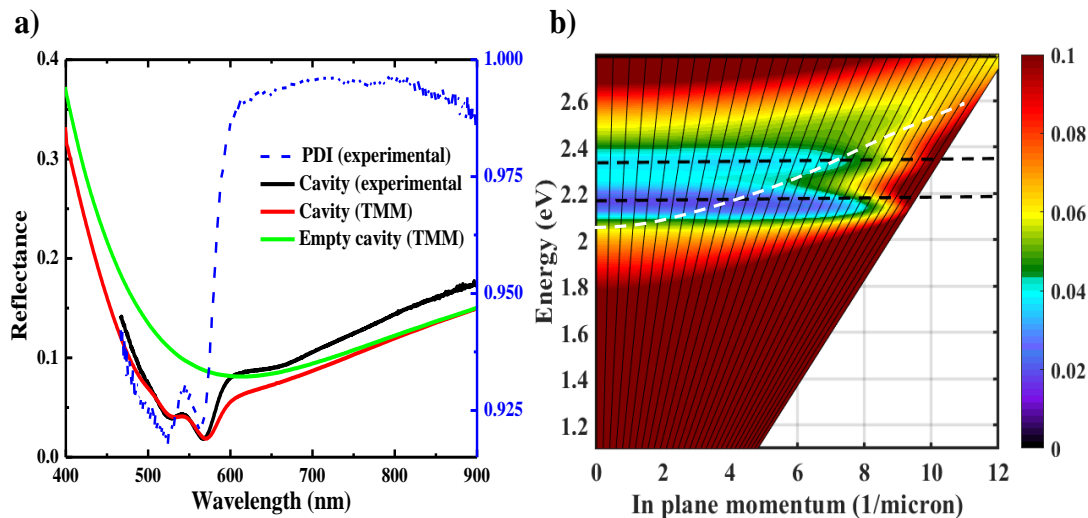 a)
b)
0.4
0.3
0.2
0.1
0.0
Reflectance
1.000
0.975
0.950
0.925
PDI (experimental)
Cavity (experimental
Cavity (TMM)
Empty cavity (TMM)
400 500 600 700 800 900
Wavelength (nm)
2.6
2.4
2.2
2
1.8
1.6
1.4
1.2
Energy (eV)
0 2 4 6 8 10 12
In plane momentum (1/micron)
0.1
0.08
0.06
0.04
0.02
0